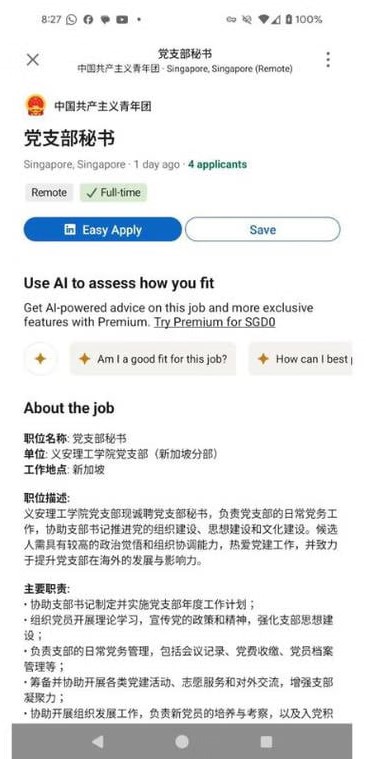 8:27 100%
党支部秘书
中国共产主义青年团 · Singapore, Singapore (Remote)
中国共产主义青年团
党支部秘书
Singapore, Singapore · 1 day ago · 4 applicants
Remote ✓ Full-time
in Easy Apply Save
Use AI to assess how you fit
Get AI-powered advice on this job and more exclusive
features with Premium. Try Premium for SGD0
Am I a good fit for this job? How can I best
About the job
职位名称: 党支部秘书
单位: 义安理工学院党支部（新加坡分部）
工作地点: 新加坡
职位描述:
义安理工学院党支部现诚聘党支部秘书，负责党支部的日常党务工
作，协助支部书记推进党的组织建设、思想建设和文化建设。候选
人需具有较高的政治觉悟和组织协调能力，热爱党建工作，并致力
于提升党支部在海外的发展与影响力。
主要职责:
• 协助支部书记制定并实施党支部年度工作计划；
• 组织党员开展理论学习，宣传党的政策和精神，强化支部思想建
设；
• 负责支部的日常党务管理，包括会议记录、党费收缴、党员档案
管理等；
• 筹备并协助开展各类党建活动、志愿服务和对外交流，增强支部
凝聚力；
• 协助开展组织发展工作，负责新党员的培养与考察，以及入党积